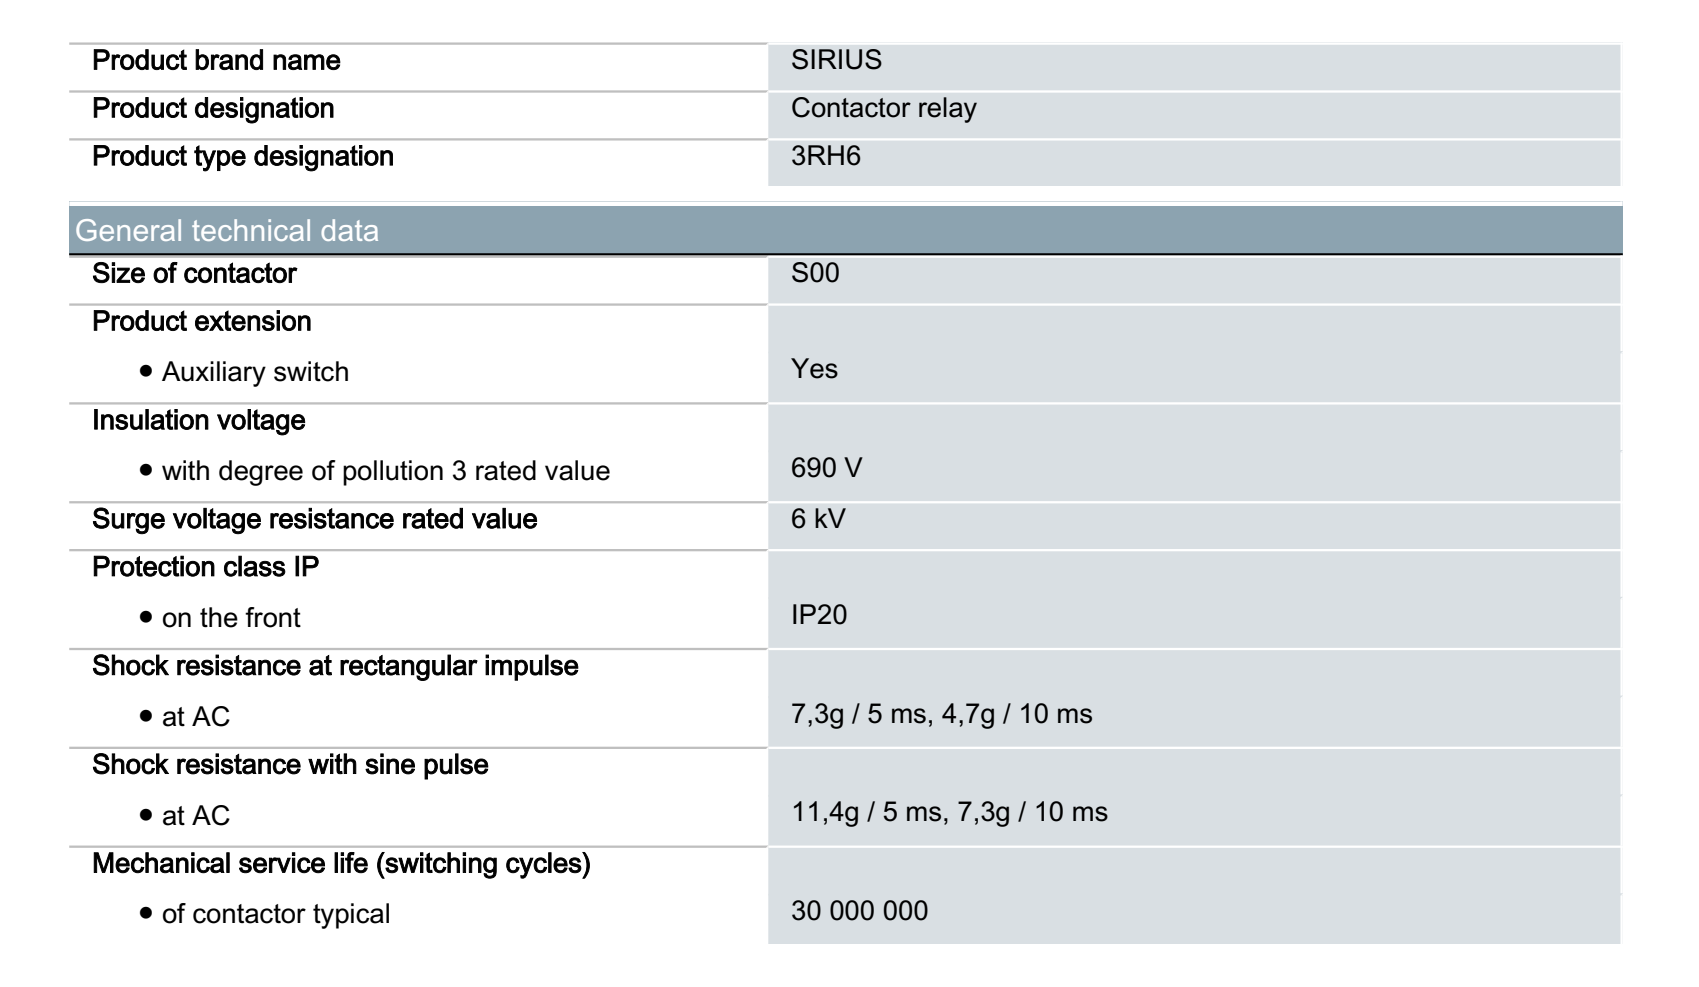 Product brand name SIRIUS
Product designation Contactor relay
Product type designation 3RH6
General technical data
Size of contactor S00
Product extension
● Auxiliary switch Yes
Insulation voltage
● with degree of pollution 3 rated value 690 V
Surge voltage resistance rated value 6 kV
Protection class IP
● on the front IP20
Shock resistance at rectangular impulse
● at AC 7,3g / 5 ms, 4,7g / 10 ms
Shock resistance with sine pulse
● at AC 11,4g / 5 ms, 7,3g / 10 ms
Mechanical service life (switching cycles)
● of contactor typical 30 000 000